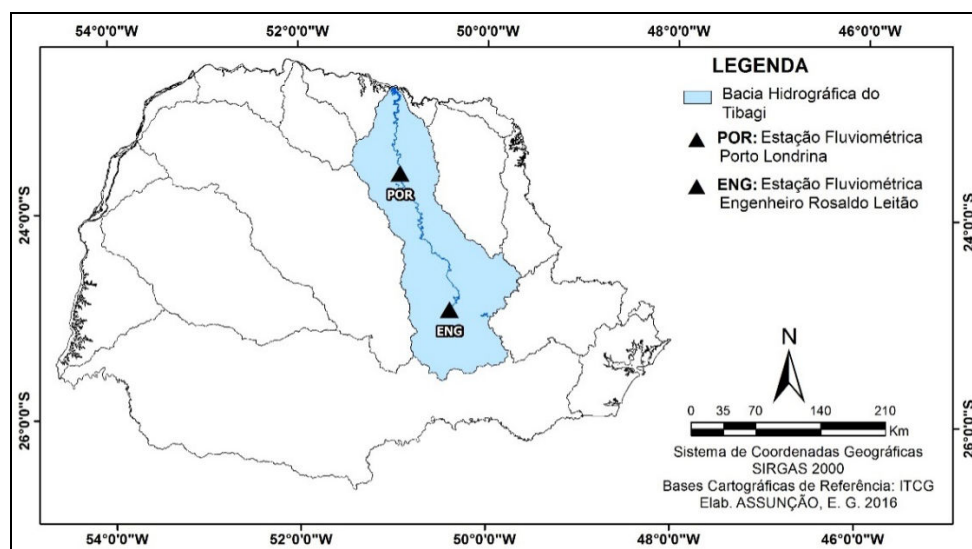 54°0'0"W 52°0'0"W 50°0'0"W 48°0'0"W 46°0'0"W
LEGENDA
Bacia Hidrográfica do
Tibagi
POR: Estação Fluviométrica
Porto Londrina
ENG: Estação Fluviométrica
Engenheiro Rosaldo Leitão
POR
ENG
24°0'0"S
24°0'0"S
26°0'0"S
26°0'0"S
N
0 35 70 140 210
Km
Sistema de Coordenadas Geográficas
SIRGAS 2000
Bases Cartográficas de Referência: ITCG
Elab. ASSUNÇÃO, E. G. 2016
54°0'0"W 52°0'0"W 50°0'0"W 48°0'0"W 46°0'0"W